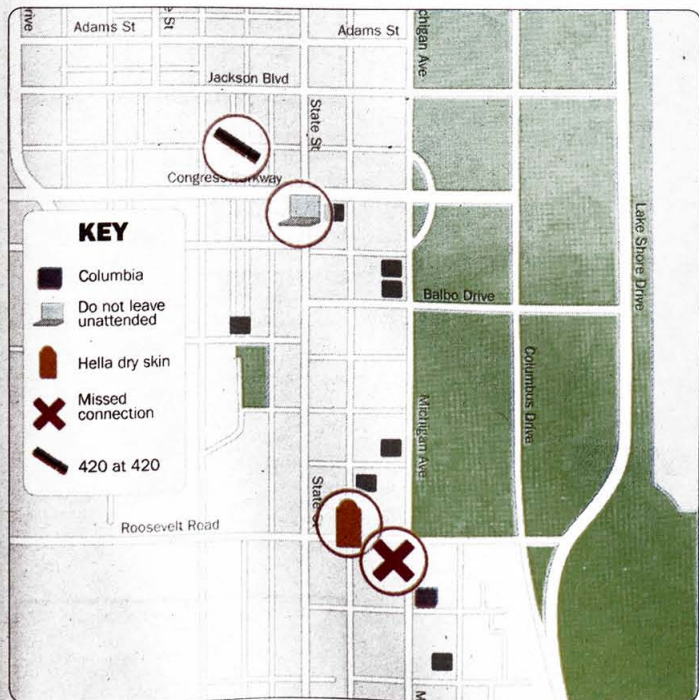 Adams St
Adams St
Jackson Blvd
State St
KEY
Columbia
Do not leave
unattended
Hella dry skin
Missed
connection
420 at 420
Balbo Drive
Lake Shore Drive
Columbus Drive
Michigan Ave
Roosevelt Road
State